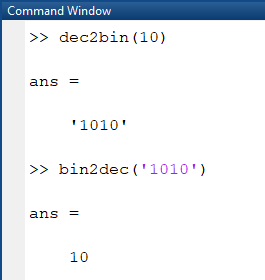 Command Window
>> dec2bin(10)
ans =
'1010'
>> bin2dec('1010')
ans =
10